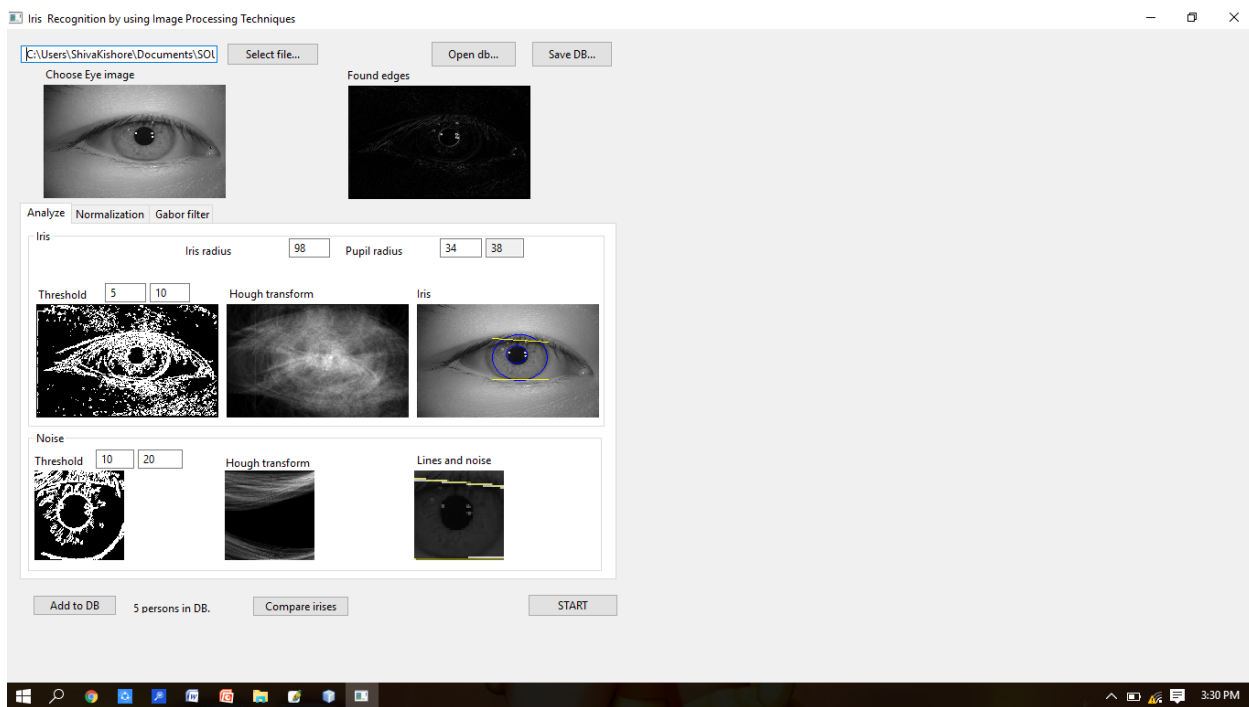 Iris Recognition by using Image Processing Techniques
C:\Users\ShivaKishore\Documents\SOU
Select file...
Open db...
Save DB...
Choose Eye image
Found edges
Analyze
Normalization
Gabor filter
Iris
Iris radius
98
Pupil radius
34
38
Threshold
5
10
Hough transform
Iris
Noise
Threshold
10
20
Hough transform
Lines and noise
Add to DB
5 persons in DB.
Compare irises
START
3:30 PM